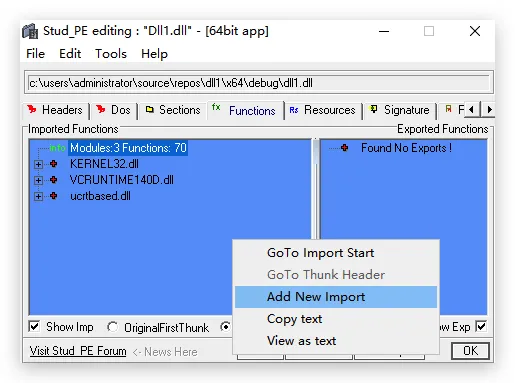 Stud_PE editing : "Dll1.dll" - [64bit app]
File Edit Tools Help
c:\users\administrator\source\repos\dll1\x64\debug\dll1.dll
Headers Dos Sections fx Functions Rs Resources Signature F
Imported Functions Exported Functions
info Modules:3 Functions: 70
KERNEL32.dll
VCRUNTIME140D.dll
ucrtbased.dll
Found No Exports !
GoTo Import Start
GoTo Thunk Header
Add New Import
Copy text
View as text
Show Imp OriginalFirstThunk Exp
Visit Stud_PE Forum <- News Here OK